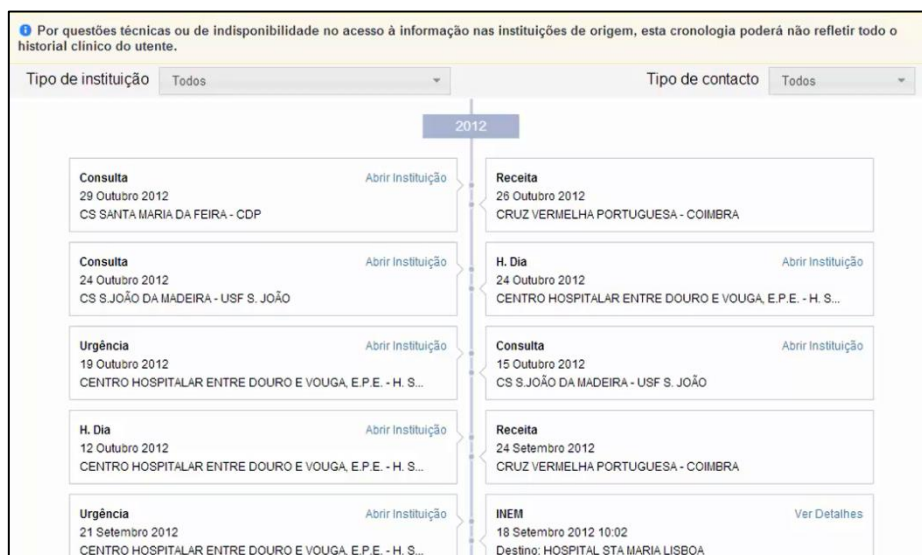 Por questões técnicas ou de indisponibilidade no acesso à informação nas instituições de origem, esta cronologia poderá não refletir todo o
historial clínico do utente.
Tipo de instituição Todos
Tipo de contacto Todos
2012
Consulta Abrir Instituição
29 Outubro 2012
CS SANTA MARIA DA FEIRA - CDP
Receita
26 Outubro 2012
CRUZ VERMELHA PORTUGUESA - COIMBRA
Consulta Abrir Instituição
24 Outubro 2012
CS S.JOÃO DA MADEIRA - USF S. JOÃO
H. Dia Abrir Instituição
24 Outubro 2012
CENTRO HOSPITALAR ENTRE DOURO E VOUGA, E.P.E. - H. S...
Urgência Abrir Instituição
19 Outubro 2012
CENTRO HOSPITALAR ENTRE DOURO E VOUGA, E.P.E. - H. S...
Consulta Abrir Instituição
15 Outubro 2012
CS S.JOÃO DA MADEIRA - USF S. JOÃO
H. Dia Abrir Instituição
12 Outubro 2012
CENTRO HOSPITALAR ENTRE DOURO E VOUGA, E.P.E. - H. S...
Receita
24 Setembro 2012
CRUZ VERMELHA PORTUGUESA - COIMBRA
Urgência Abrir Instituição
21 Setembro 2012
CENTRO HOSPITALAR ENTRE DOURO E VOUGA, E.P.E. - H. S...
INEM Ver Detalhes
18 Setembro 2012 10:02
Destino: HOSPITAL STA MARIA LISBOA